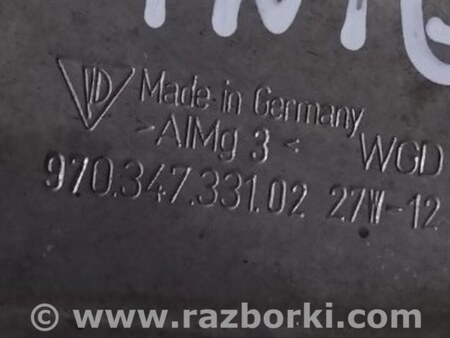 Made in Germany
>AlMg 3< WGD
970.347.331.02 27W-12
© www.razborki.com